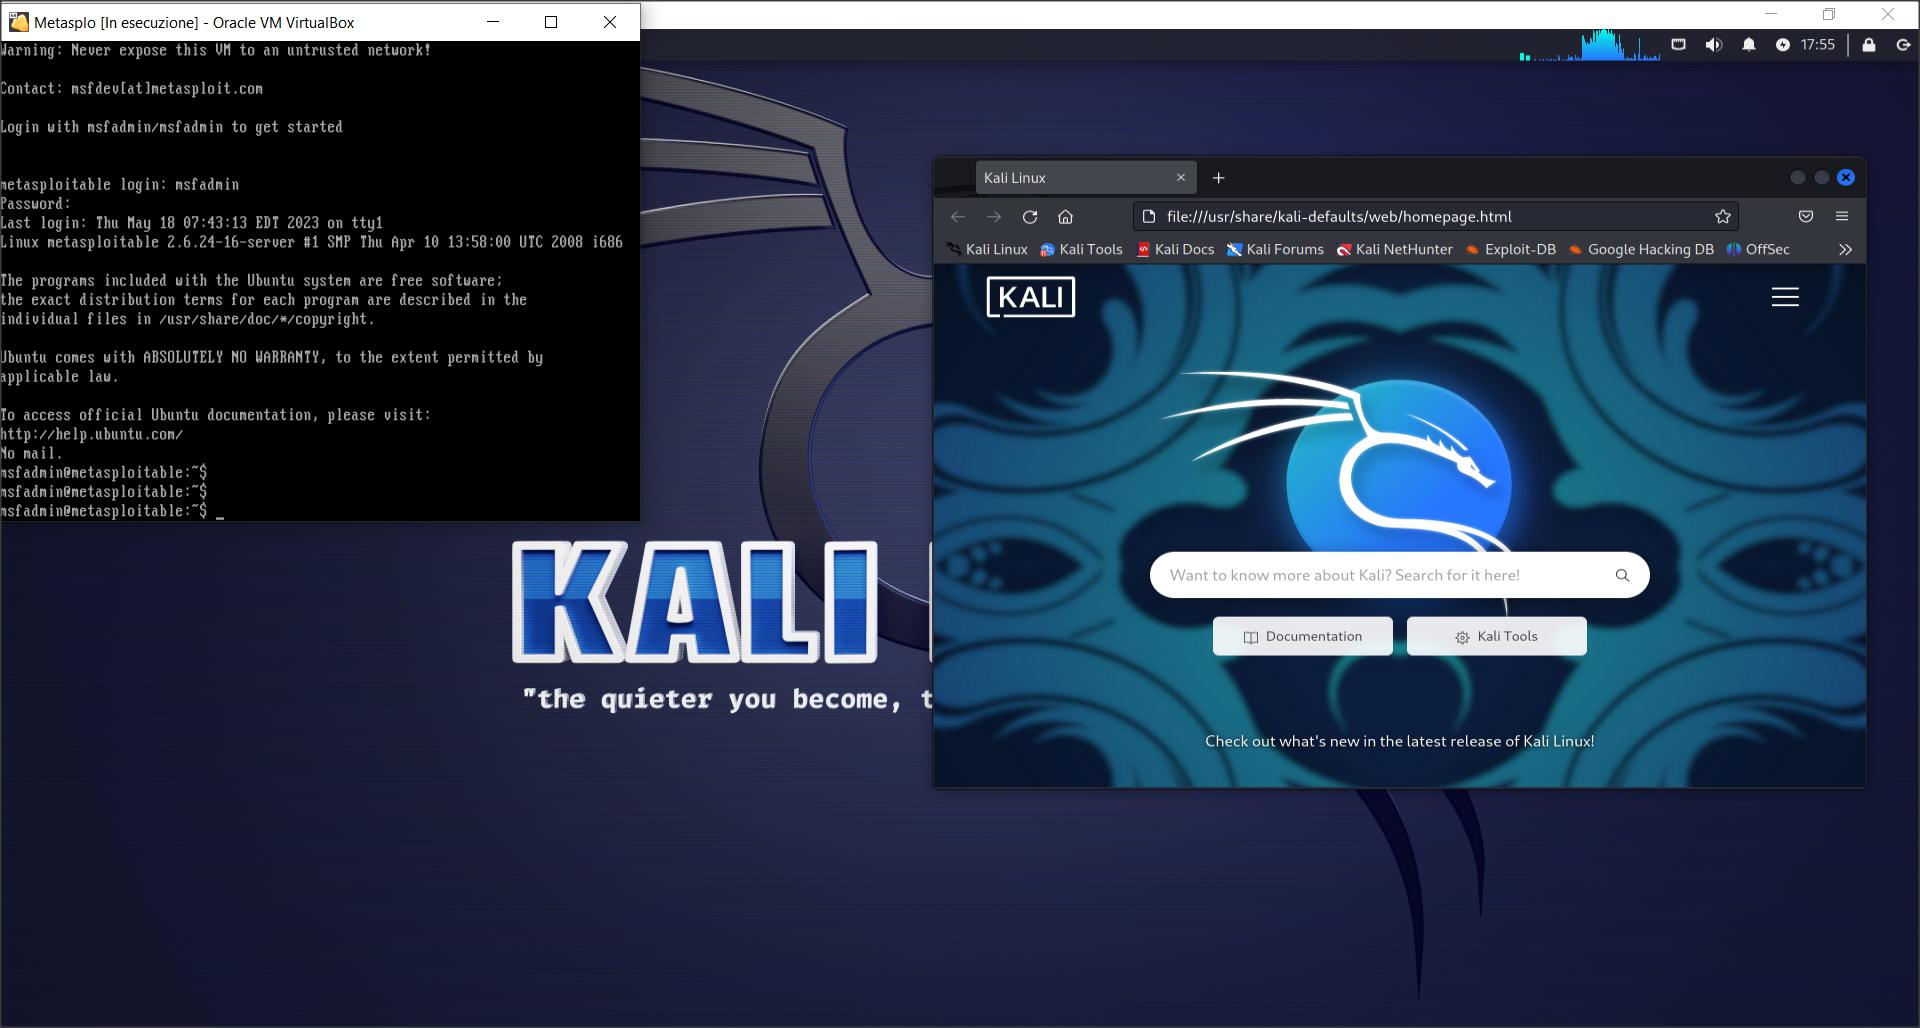 Metasplo [In esecuzione] - Oracle VM VirtualBox
Warning: Never expose this VM to an untrusted network!
Contact: msfdev[at]metasploit.com
Login with msfadmin/msfadmin to get started
metasploitable login: msfadmin
Password:
Last login: Thu May 18 07:43:13 EDT 2023 on tty1
Linux metasploitable 2.6.24-16-server #1 SMP Thu Apr 10 13:58:00 UTC 2008 i686
The programs included with the Ubuntu system are free software;
the exact distribution terms for each program are described in the
individual files in /usr/share/doc/*/copyright.
Ubuntu comes with ABSOLUTELY NO WARRANTY, to the extent permitted by
applicable law.
To access official Ubuntu documentation, please visit:
http://help.ubuntu.com/
No mail.
msfadmin@metasploitable:~$
msfadmin@metasploitable:~$
msfadmin@metasploitable:~$ _
17:55
Kali Linux
file:///usr/share/kali-defaults/web/homepage.html
Kali Linux Kali Tools Kali Docs Kali Forums Kali NetHunter Exploit-DB Google Hacking DB OffSec
KALI
Want to know more about Kali? Search for it here!
Documentation Kali Tools
Check out what's new in the latest release of Kali Linux!
KALI
"the quieter you become, t